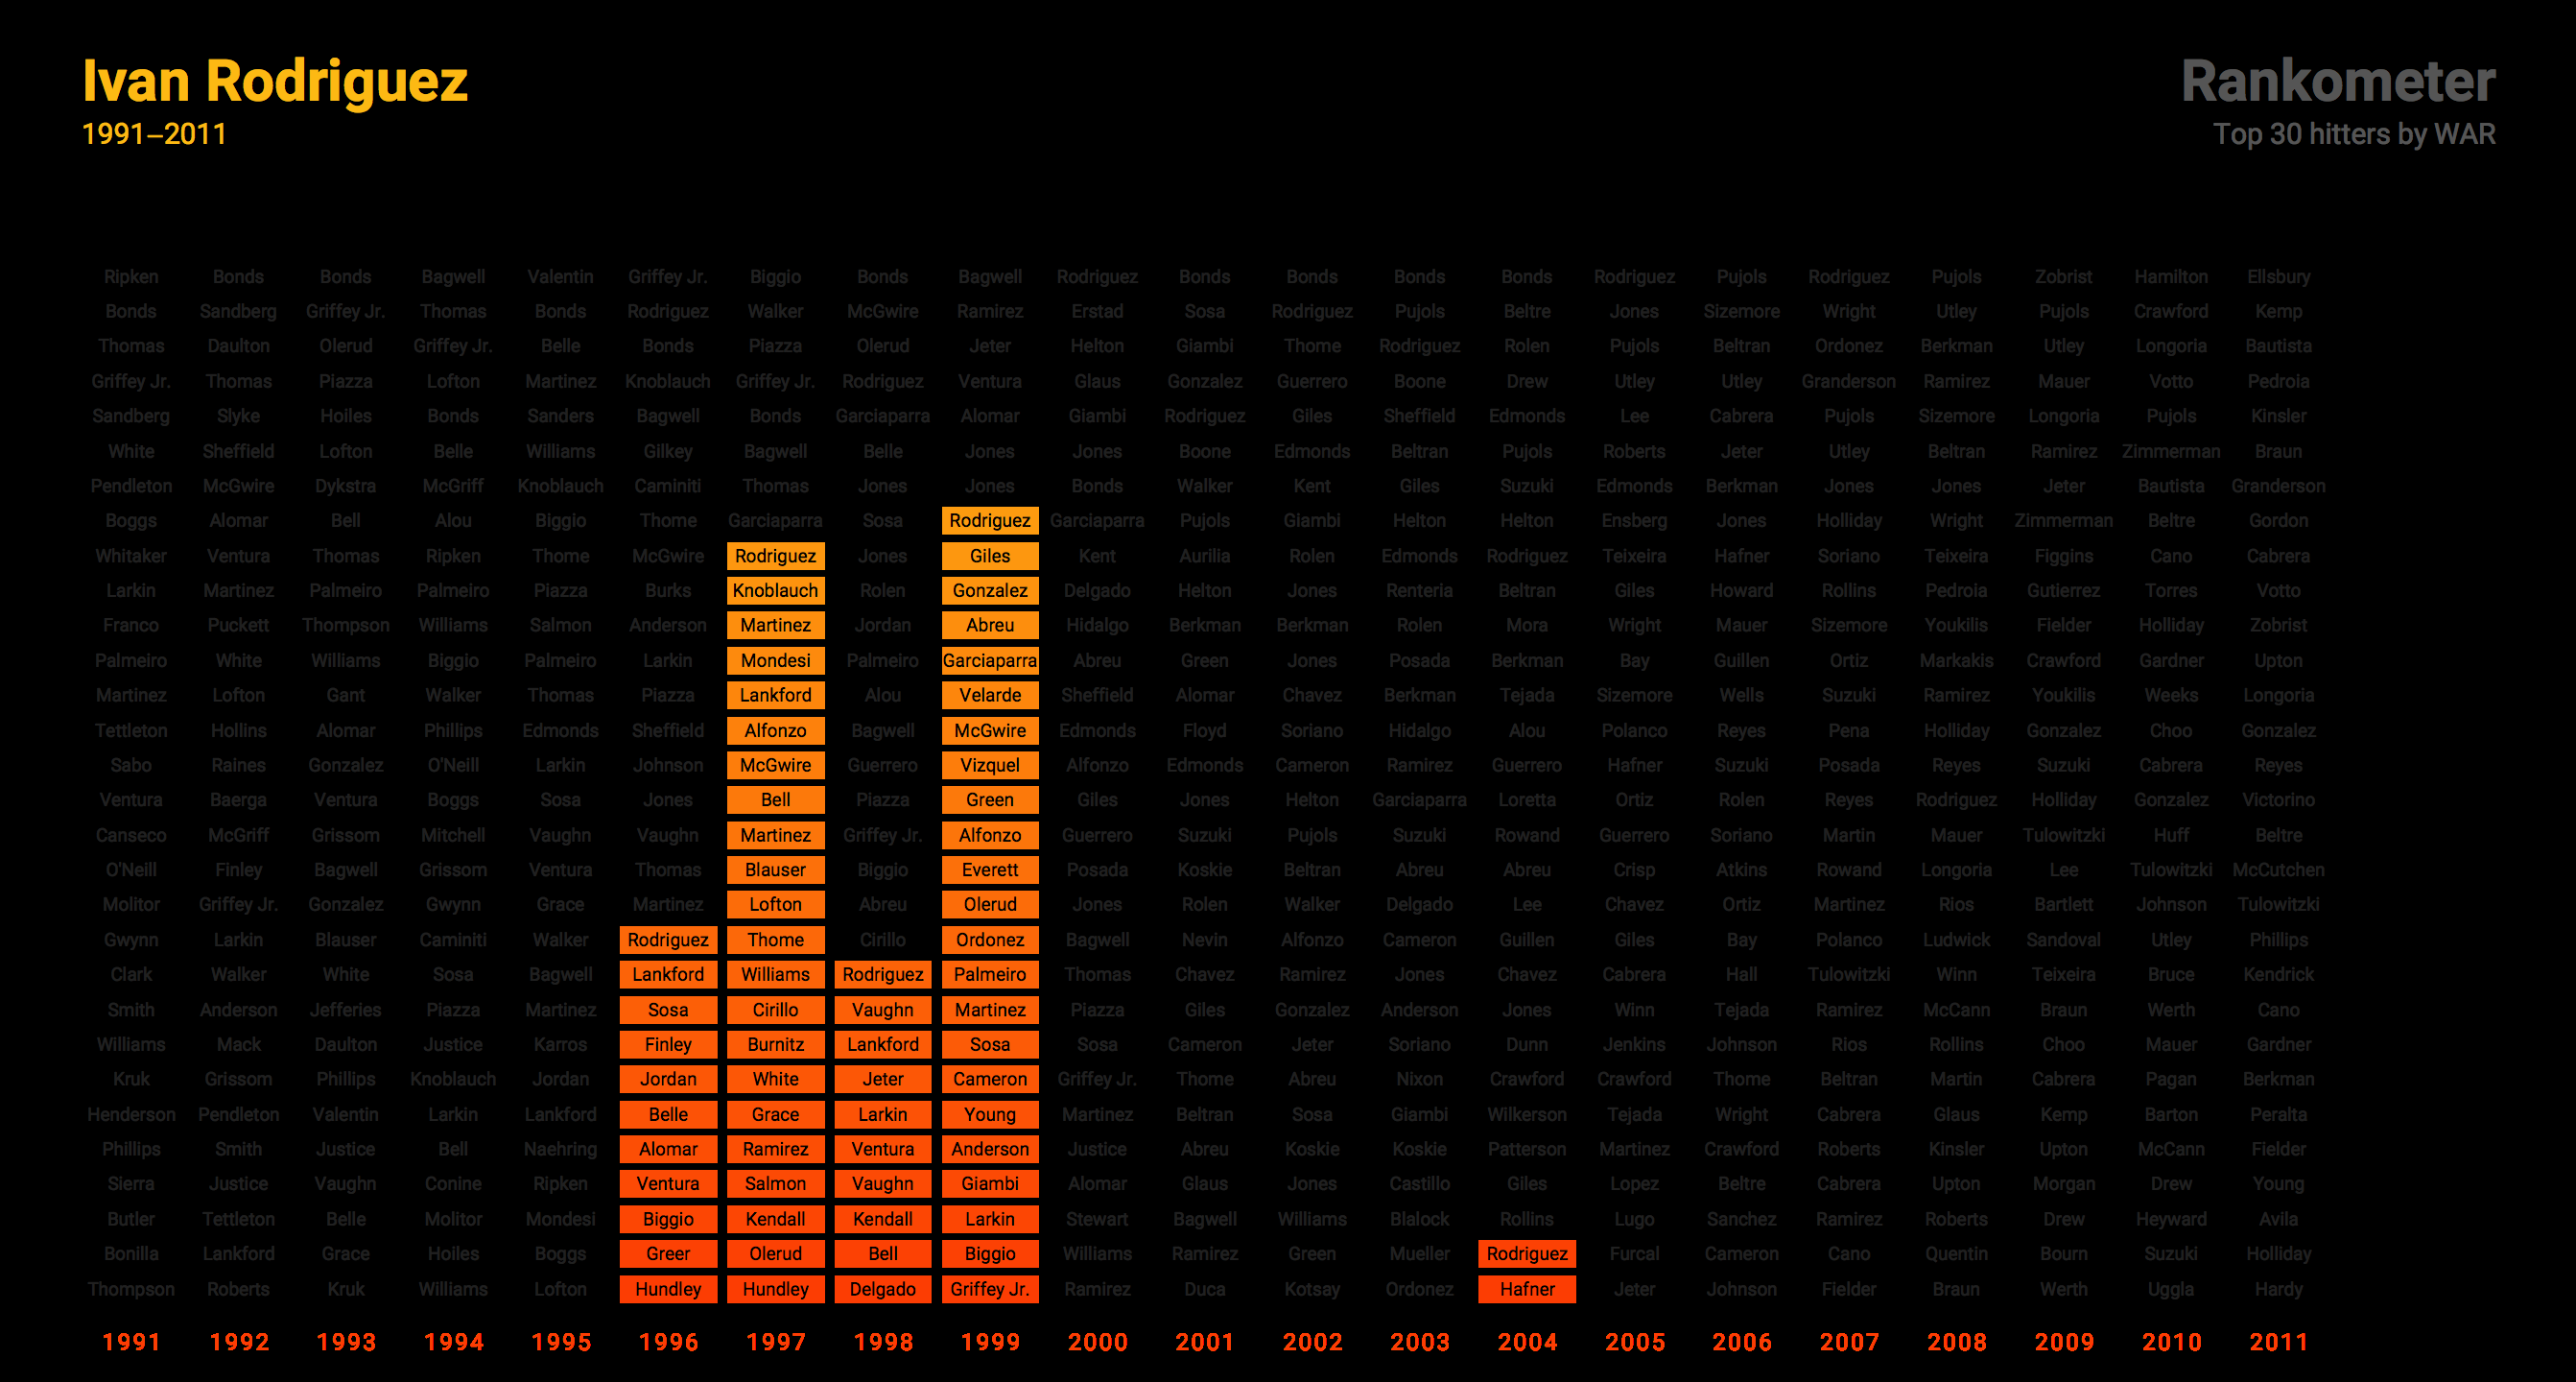 Ivan Rodriguez
1991–2011
Rankometer
Top 30 hitters by WAR
Ripken Bonds Bonds Bagwell Valentin Griffey Jr. Biggio Bonds Bagwell Rodriguez Bonds Bonds Bonds Bonds Rodriguez Pujols Rodriguez Pujols Zobrist Hamilton Ellsbury
Bonds Sandberg Griffey Jr. Thomas Bonds Rodriguez Walker McGwire Ramirez Erstad Sosa Rodriguez Pujols Beltre Jones Sizemore Wright Utley Pujols Crawford Kemp
Thomas Daulton Olerud Griffey Jr. Belle Bonds Piazza Olerud Jeter Helton Giambi Thome Rodriguez Rolen Pujols Beltran Ordonez Berkman Utley Longoria Bautista
Griffey Jr. Thomas Piazza Lofton Martinez Knoblauch Griffey Jr. Rodriguez Ventura Glaus Gonzalez Guerrero Boone Drew Utley Utley Granderson Ramirez Mauer Votto Pedroia
Sandberg Slyke Hoiles Bonds Sanders Bagwell Bonds Garciaparra Alomar Giambi Rodriguez Giles Sheffield Edmonds Lee Cabrera Pujols Sizemore Longoria Pujols Kinsler
White Sheffield Lofton Belle Williams Gilkey Bagwell Belle Jones Jones Boone Edmonds Beltran Pujols Roberts Jeter Utley Beltran Ramirez Zimmerman Braun
Pendleton McGwire Dykstra McGriff Knoblauch Caminiti Thomas Jones Jones Bonds Walker Kent Giles Suzuki Edmonds Berkman Jones Jones Jeter Bautista Granderson
Boggs Alomar Bell Alou Biggio Thome Garciaparra Sosa Rodriguez Garciaparra Pujols Giambi Helton Helton Ensberg Jones Holliday Wright Zimmerman Beltre Gordon
Whitaker Ventura Thomas Ripken Thome McGwire Rodriguez Jones Giles Kent Aurilia Rolen Edmonds Rodriguez Teixeira Hafner Soriano Teixeira Figgins Cano Cabrera
Larkin Martinez Palmeiro Palmeiro Piazza Burks Knoblauch Rolen Gonzalez Delgado Helton Jones Renteria Beltran Giles Howard Rollins Pedroia Gutierrez Torres Votto
Franco Puckett Thompson Williams Salmon Anderson Martinez Jordan Abreu Hidalgo Berkman Berkman Rolen Mora Wright Mauer Sizemore Youkilis Fielder Holliday Zobrist
Palmeiro White Williams Biggio Palmeiro Larkin Mondesi Palmeiro Garciaparra Abreu Green Jones Posada Berkman Bay Guillen Ortiz Markakis Crawford Gardner Upton
Martinez Lofton Gant Walker Thomas Piazza Lankford Alou Velarde Sheffield Alomar Chavez Berkman Tejada Sizemore Wells Suzuki Ramirez Youkilis Weeks Longoria
Tettleton Hollins Alomar Phillips Edmonds Sheffield Alfonzo Bagwell McGwire Edmonds Floyd Soriano Hidalgo Alou Polanco Reyes Pena Holliday Gonzalez Choo Gonzalez
Sabo Raines Gonzalez O'Neill Larkin Johnson McGwire Guerrero Vizquel Alfonzo Edmonds Cameron Ramirez Guerrero Hafner Suzuki Posada Reyes Suzuki Cabrera Reyes
Ventura Baerga Ventura Boggs Sosa Jones Bell Piazza Green Giles Jones Helton Garciaparra Loretta Ortiz Rolen Reyes Rodriguez Holliday Gonzalez Victorino
Canseco McGriff Grissom Mitchell Vaughn Vaughn Martinez Griffey Jr. Alfonzo Guerrero Suzuki Pujols Suzuki Rowand Guerrero Soriano Martin Mauer Tulowitzki Huff Beltre
O'Neill Finley Bagwell Grissom Ventura Thomas Blauser Biggio Everett Posada Koskie Beltran Abreu Abreu Crisp Atkins Rowand Longoria Lee Tulowitzki McCutchen
Molitor Griffey Jr. Gonzalez Gwynn Grace Martinez Lofton Abreu Olerud Jones Rolen Walker Delgado Lee Chavez Ortiz Martinez Rios Bartlett Johnson Tulowitzki
Gwynn Larkin Blauser Caminiti Walker Rodriguez Thome Cirillo Ordonez Bagwell Nevin Alfonzo Cameron Guillen Giles Bay Polanco Ludwick Sandoval Utley Phillips
Clark Walker White Sosa Bagwell Lankford Williams Rodriguez Palmeiro Thomas Chavez Ramirez Jones Chavez Cabrera Hall Tulowitzki Winn Teixeira Bruce Kendrick
Smith Anderson Jefferies Piazza Martinez Sosa Cirillo Vaughn Martinez Piazza Giles Gonzalez Anderson Jones Winn Tejada Ramirez McCann Braun Werth Cano
Williams Mack Daulton Justice Karros Finley Burnitz Lankford Sosa Sosa Cameron Jeter Soriano Dunn Jenkins Johnson Rios Rollins Choo Mauer Gardner
Kruk Grissom Phillips Knoblauch Jordan Jordan White Jeter Cameron Griffey Jr. Thome Abreu Nixon Crawford Crawford Thome Beltran Martin Cabrera Pagan Berkman
Henderson Pendleton Valentin Larkin Lankford Belle Grace Larkin Young Martinez Beltran Sosa Giambi Wilkerson Tejada Wright Cabrera Glaus Kemp Barton Peralta
Phillips Smith Justice Bell Naehring Alomar Ramirez Ventura Anderson Justice Abreu Koskie Koskie Patterson Martinez Crawford Roberts Kinsler Upton McCann Fielder
Sierra Justice Vaughn Conine Ripken Ventura Salmon Vaughn Giambi Alomar Glaus Jones Castillo Giles Lopez Beltre Cabrera Upton Morgan Drew Young
Butler Tettleton Belle Molitor Mondesi Biggio Kendall Kendall Larkin Stewart Bagwell Williams Blalock Rollins Lugo Sanchez Ramirez Roberts Drew Heyward Avila
Bonilla Lankford Grace Hoiles Boggs Greer Olerud Bell Biggio Williams Ramirez Green Mueller Rodriguez Furcal Cameron Cano Quentin Bourn Suzuki Holliday
Thompson Roberts Kruk Williams Lofton Hundley Hundley Delgado Griffey Jr. Ramirez Duca Kotsay Ordonez Hafner Jeter Johnson Fielder Braun Werth Uggla Hardy
1991 1992 1993 1994 1995 1996 1997 1998 1999 2000 2001 2002 2003 2004 2005 2006 2007 2008 2009 2010 2011